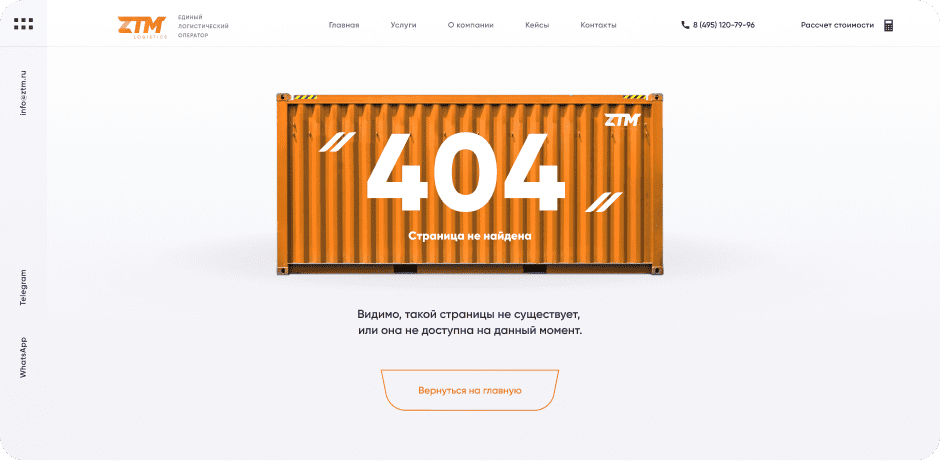 ZTM
LOGISTICS
ЕДИНЫЙ
ЛОГИСТИЧЕСКИЙ
ОПЕРАТОР
Главная
Услуги
О компании
Кейсы
Контакты
8 (495) 120-79-96
Рассчет стоимости
info@ztm.ru
Telegram
WhatsApp
ZTM
404
Страница не найдена
Видимо, такой страницы не существует,
или она не доступна на данный момент.
Вернуться на главную